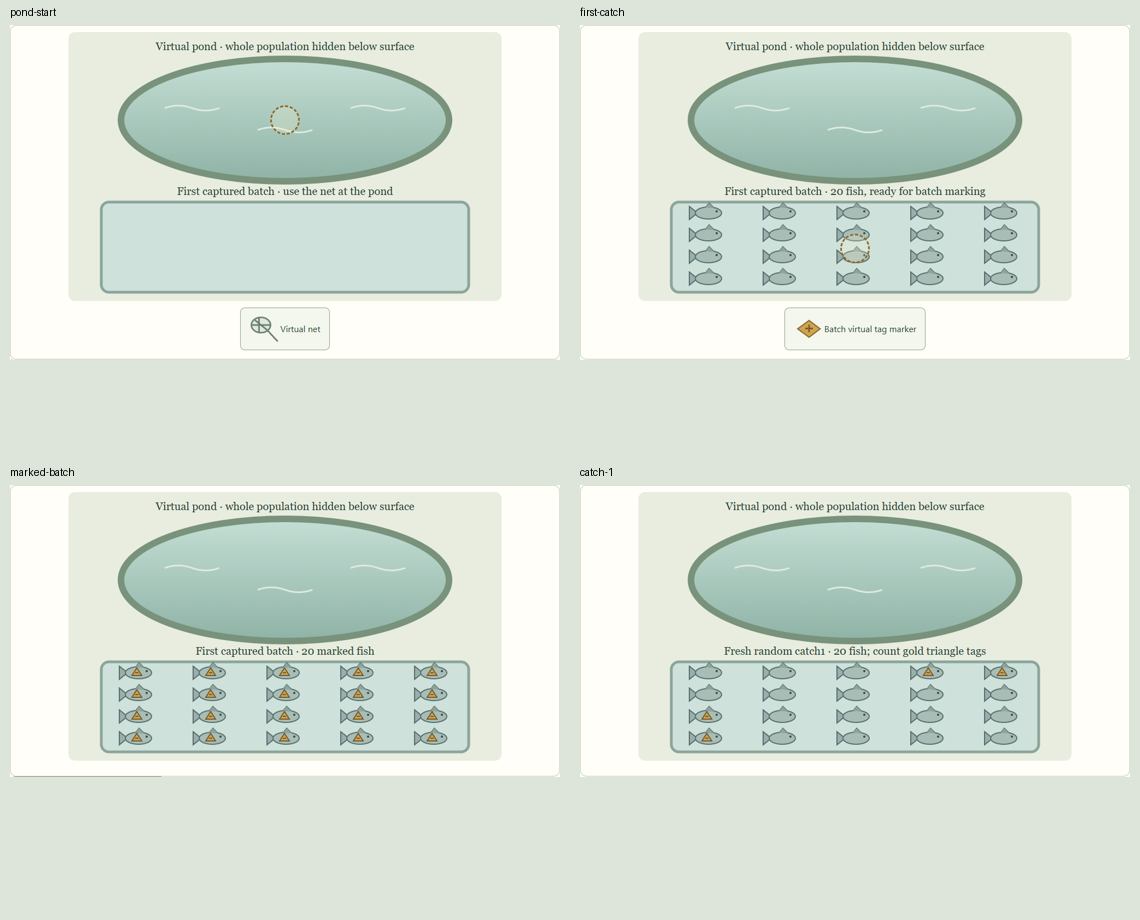 pond-start
Virtual pond · whole population hidden below surface
First captured batch · use the net at the pond
Virtual net
first-catch
Virtual pond · whole population hidden below surface
First captured batch · 20 fish, ready for batch marking
Batch virtual tag marker
marked-batch
Virtual pond · whole population hidden below surface
First captured batch · 20 marked fish
catch-1
Virtual pond · whole population hidden below surface
Fresh random catch1 · 20 fish; count gold triangle tags